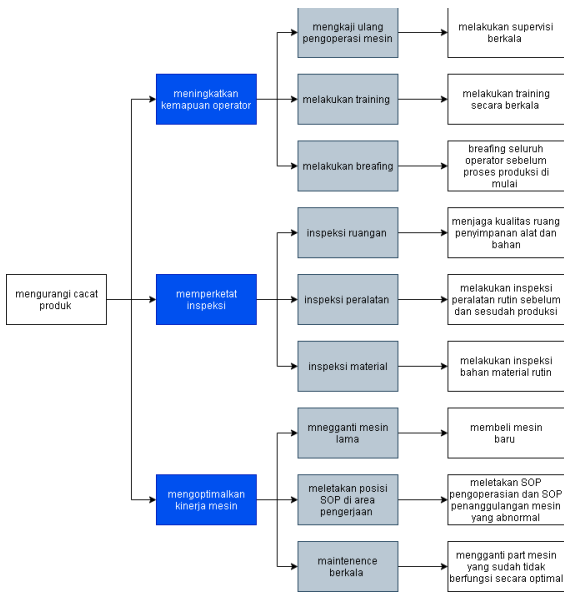 mengurangi cacat
produk
meningkatkan
kemapuan operator
mengkaji ulang
pengoperasi mesin
melakukan supervisi
berkala
melakukan training
melakukan training
secara berkala
melakukan breafing
breafing seluruh
operator sebelum
proses produksi di
mulai
memperketat
inspeksi
inspeksi ruangan
menjaga kualitas ruang
penyimpanan alat dan
bahan
inspeksi peralatan
melakukan inspeksi
peralatan rutin sebelum
dan sesudah produksi
inspeksi material
melakukan inspeksi
bahan material rutin
mengoptimalkan
kinerja mesin
mnegganti mesin
lama
membeli mesin
baru
meletakan posisi
SOP di area
pengerjaan
meletakan SOP
pengoperasian dan SOP
penanggulangan mesin
yang abnormal
maintenence
berkala
mengganti part mesin
yang sudah tidak
berfungsi secara optimal